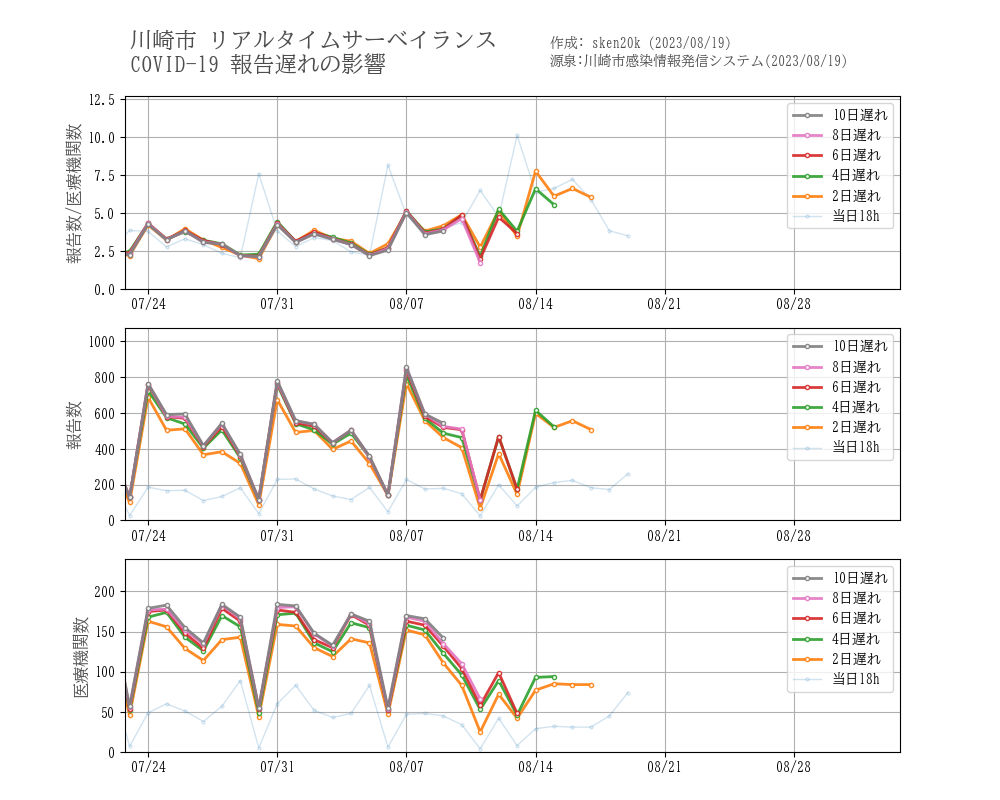 川崎市 リアルタイムサーベイランス
COVID-19 報告遅れの影響
作成: sken20k (2023/08/19)
源泉:川崎市感染情報発信システム(2023/08/19)
報告数/医療機関数
12.5
10.0
7.5
5.0
2.5
0.0
07/24 07/31 08/07 08/14 08/21 08/28
10日遅れ
8日遅れ
6日遅れ
4日遅れ
2日遅れ
当日18h
報告数
1000
800
600
400
200
0
07/24 07/31 08/07 08/14 08/21 08/28
10日遅れ
8日遅れ
6日遅れ
4日遅れ
2日遅れ
当日18h
医療機関数
200
150
100
50
0
07/24 07/31 08/07 08/14 08/21 08/28
10日遅れ
8日遅れ
6日遅れ
4日遅れ
2日遅れ
当日18h